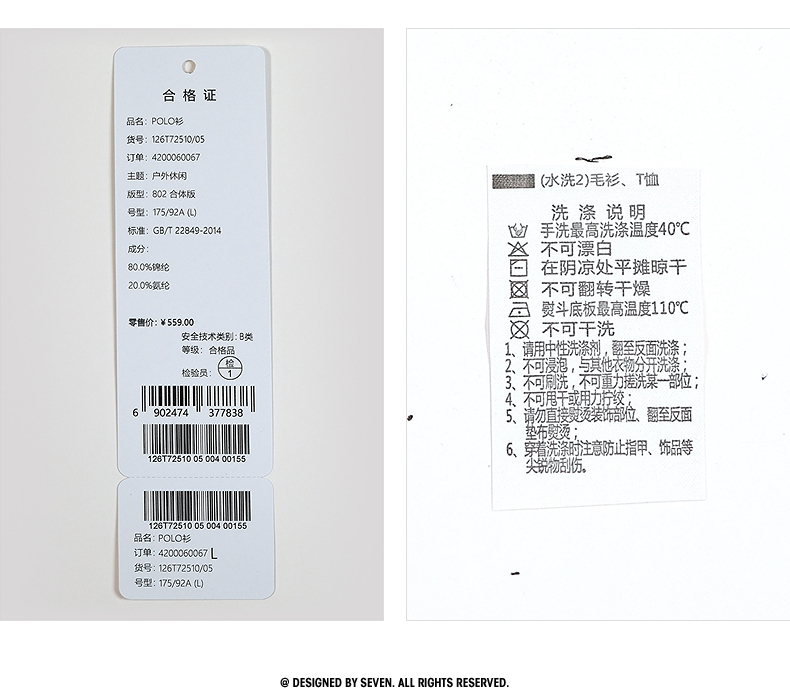 合格证
品名：POLO衫
货号：126T72510/05
订单：4200060067
主题：户外休闲
版型：802 合体版
号型：175/92A (L)
标准：GB/T 22849-2014
成分：
80.0%锦纶
20.0%氨纶
零售价：¥559.00
安全技术类别：B类
等级：合格品
检验员：检1
6 902474 377838
126T72510 05 004 00155
126T72510 05 004 00155
品名：POLO衫
订单：4200060067 L
货号：126T72510/05
号型：175/92A (L)
(水洗2)毛衫、T恤
洗涤说明
手洗最高洗涤温度40℃
不可漂白
在阴凉处平摊晾干
不可翻转干燥
熨斗底板最高温度110℃
不可干洗
1、请用中性洗涤剂，翻至反面洗涤；
2、不可浸泡，与其他衣物分开洗涤；
3、不可刷洗，不可重力搓洗某一部位；
4、不可甩干或用力拧绞；
5、请勿直接熨烫装饰部位、翻至反面
垫布熨烫；
6、穿着洗涤时注意防止指甲、饰品等
尖锐物刮伤。
@ DESIGNED BY SEVEN. ALL RIGHTS RESERVED.